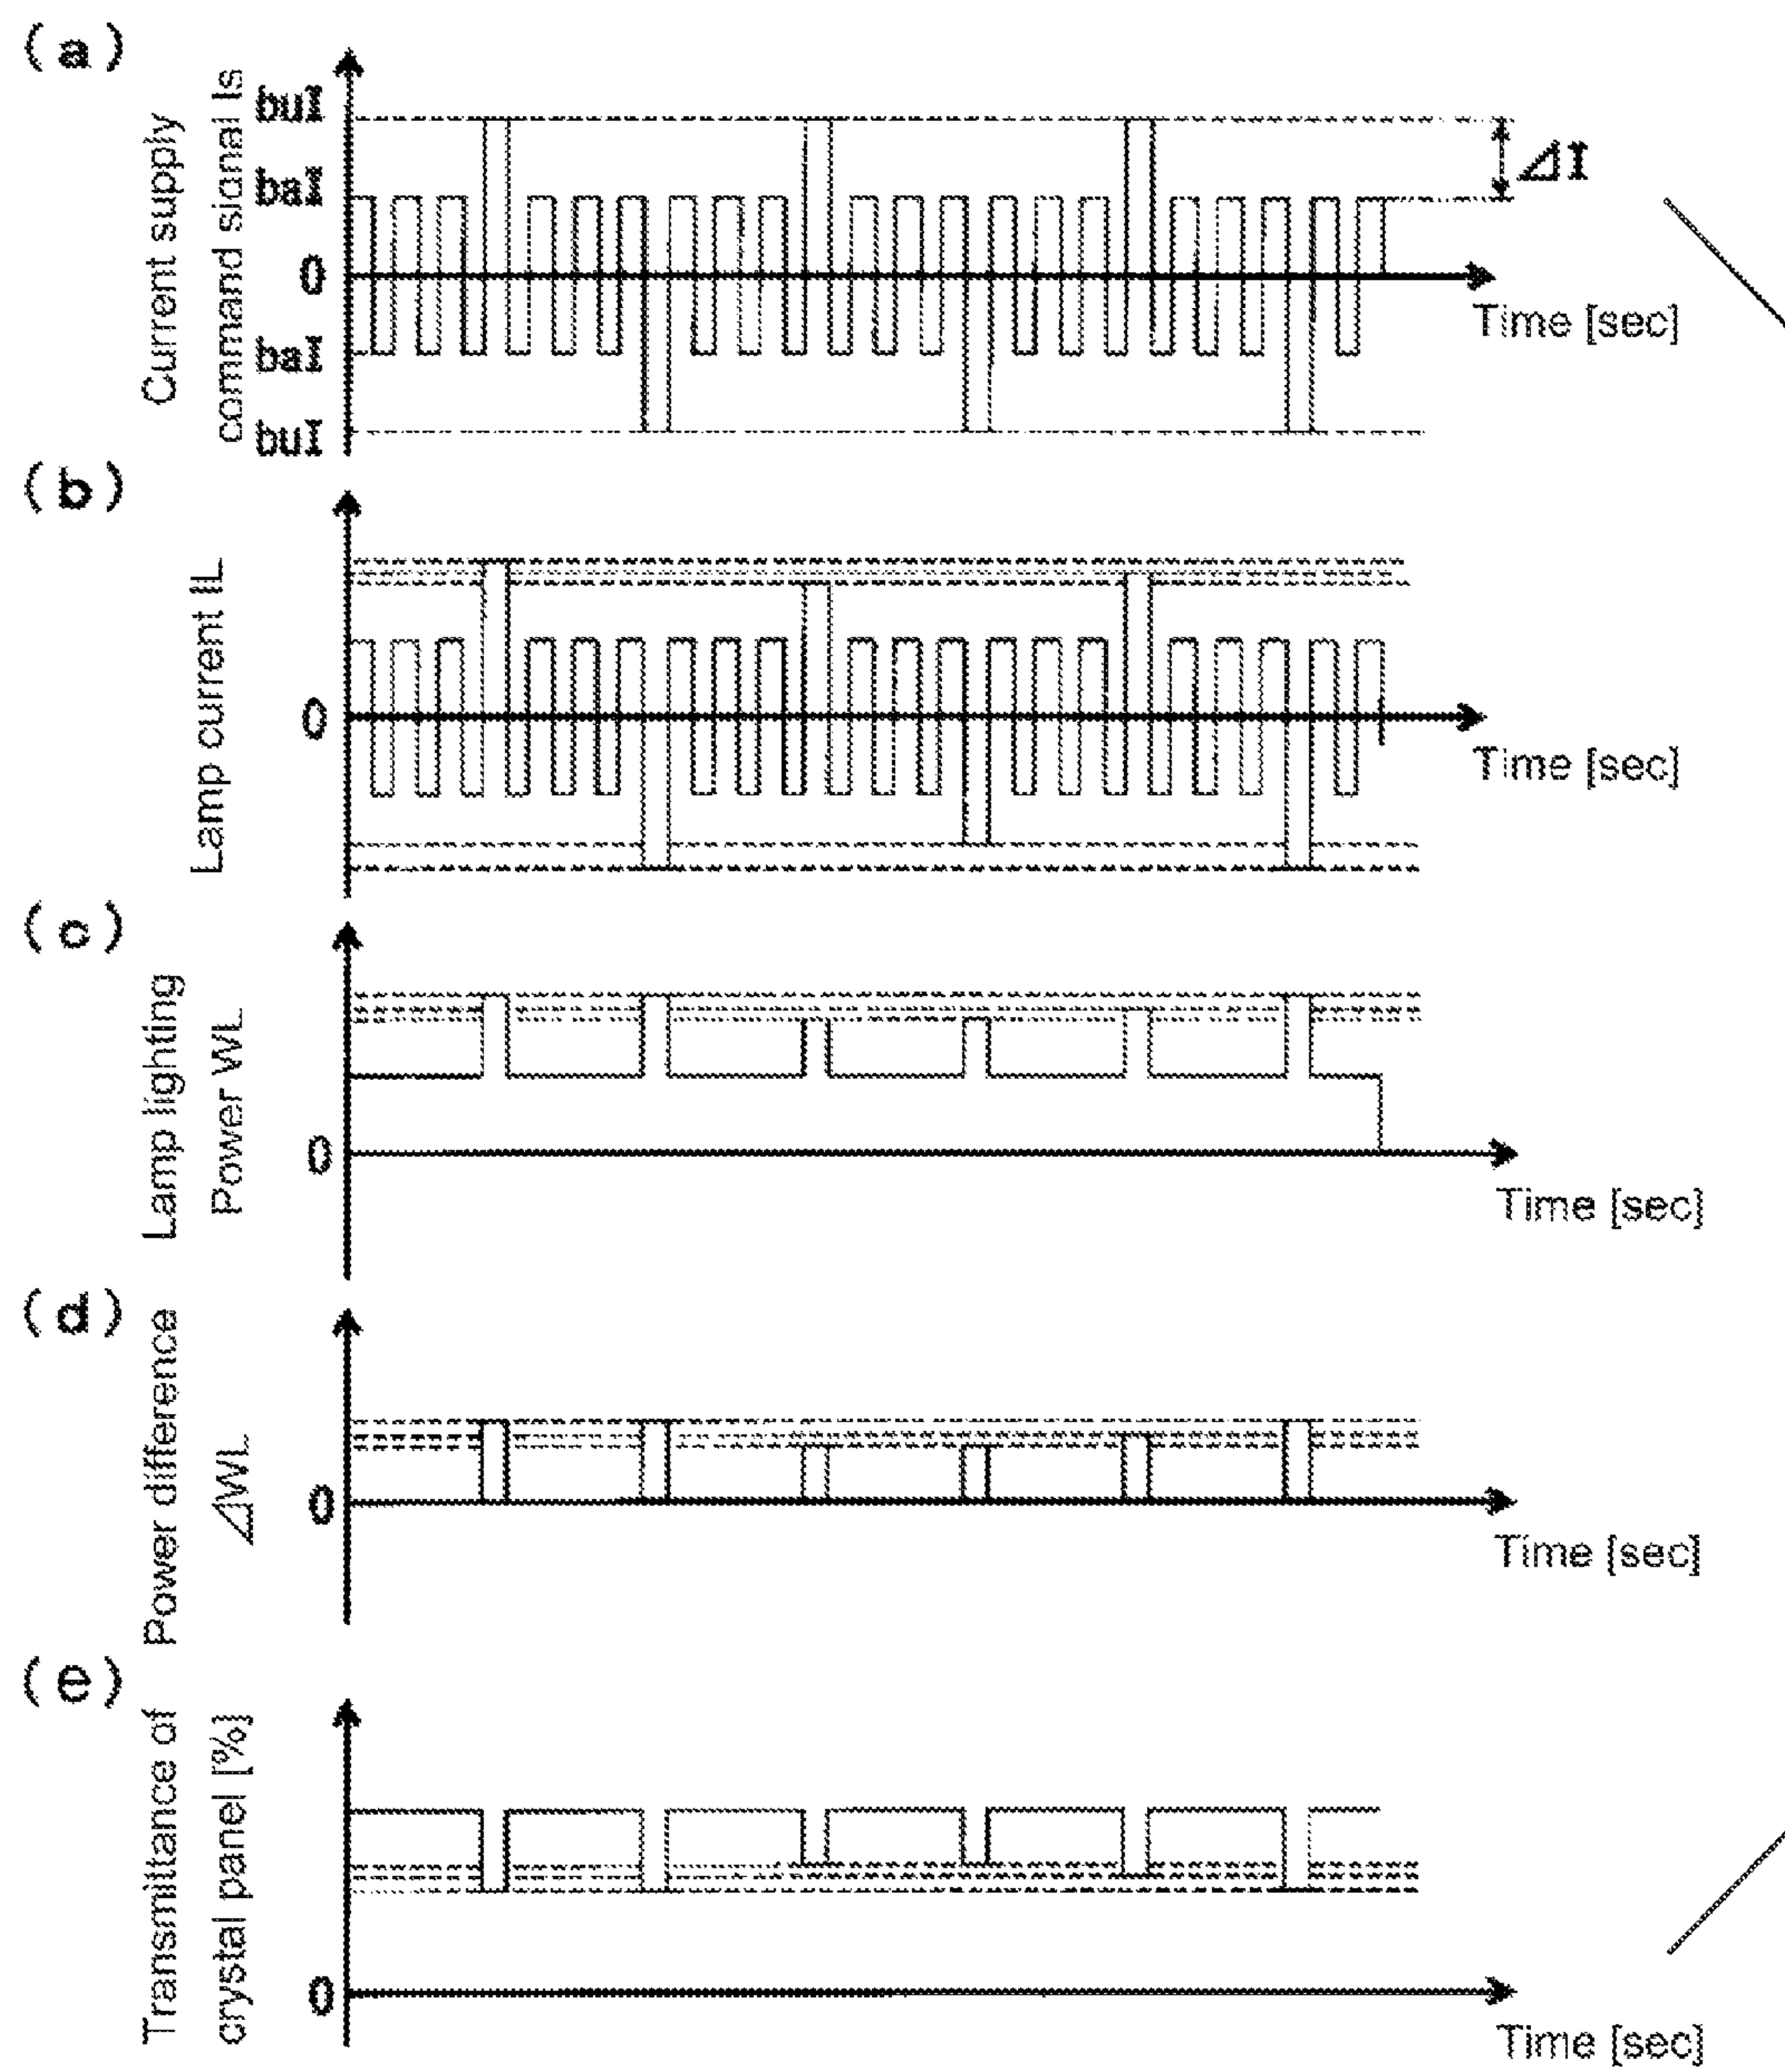 (a)
Current supply
command signal Is
buI
baI
0
baI
buI
ΔI
Time [sec]
(b)
Lamp current IL
0
Time [sec]
(c)
Lamp lighting
Power WL
0
Time [sec]
(d)
Power difference
ΔWL
0
Time [sec]
(e)
Transmittance of
crystal panel [%]
0
Time [sec]